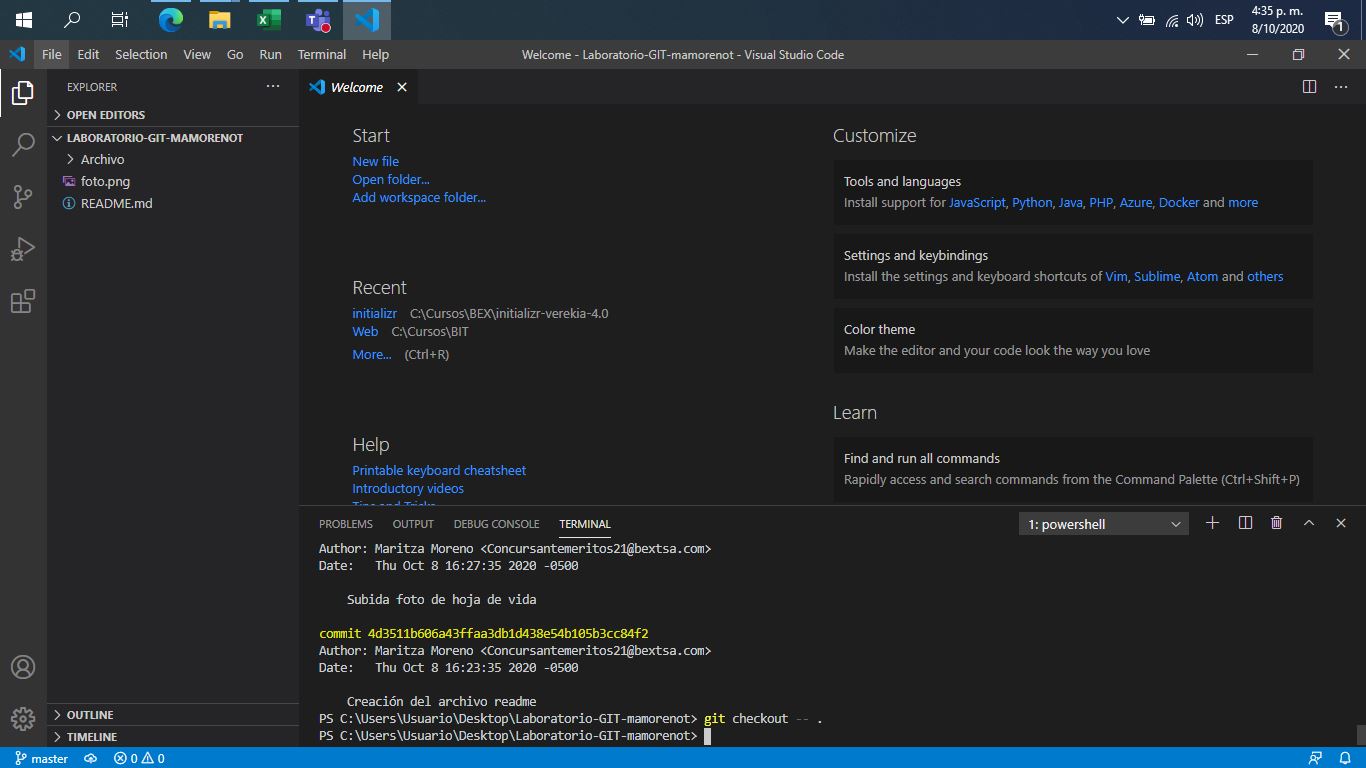 ESP
4:35 p. m.
8/10/2020
1
File Edit Selection View Go Run Terminal Help
Welcome - Laboratorio-GIT-mamorenot - Visual Studio Code
EXPLORER
OPEN EDITORS
LABORATORIO-GIT-MAMORENOT
Archivo
foto.png
README.md
OUTLINE
TIMELINE
Welcome
Start
New file
Open folder...
Add workspace folder...
Recent
initializr C:\Cursos\BEX\initializr-verekia-4.0
Web C:\Cursos\BIT
More... (Ctrl+R)
Help
Printable keyboard cheatsheet
Introductory videos
Tips and Tricks
Customize
Tools and languages
Install support for JavaScript, Python, Java, PHP, Azure, Docker and more
Settings and keybindings
Install the settings and keyboard shortcuts of Vim, Sublime, Atom and others
Color theme
Make the editor and your code look the way you love
Learn
Find and run all commands
Rapidly access and search commands from the Command Palette (Ctrl+Shift+P)
PROBLEMS OUTPUT DEBUG CONSOLE TERMINAL
1: powershell
Author: Maritza Moreno <Concursantemeritos21@bextsa.com>
Date: Thu Oct 8 16:27:35 2020 -0500
Subida foto de hoja de vida
commit 4d3511b606a43ffaa3db1d438e54b105b3cc84f2
Author: Maritza Moreno <Concursantemeritos21@bextsa.com>
Date: Thu Oct 8 16:23:35 2020 -0500
Creación del archivo readme
PS C:\Users\Usuario\Desktop\Laboratorio-GIT-mamorenot> git checkout -- .
PS C:\Users\Usuario\Desktop\Laboratorio-GIT-mamorenot>
master
0 0